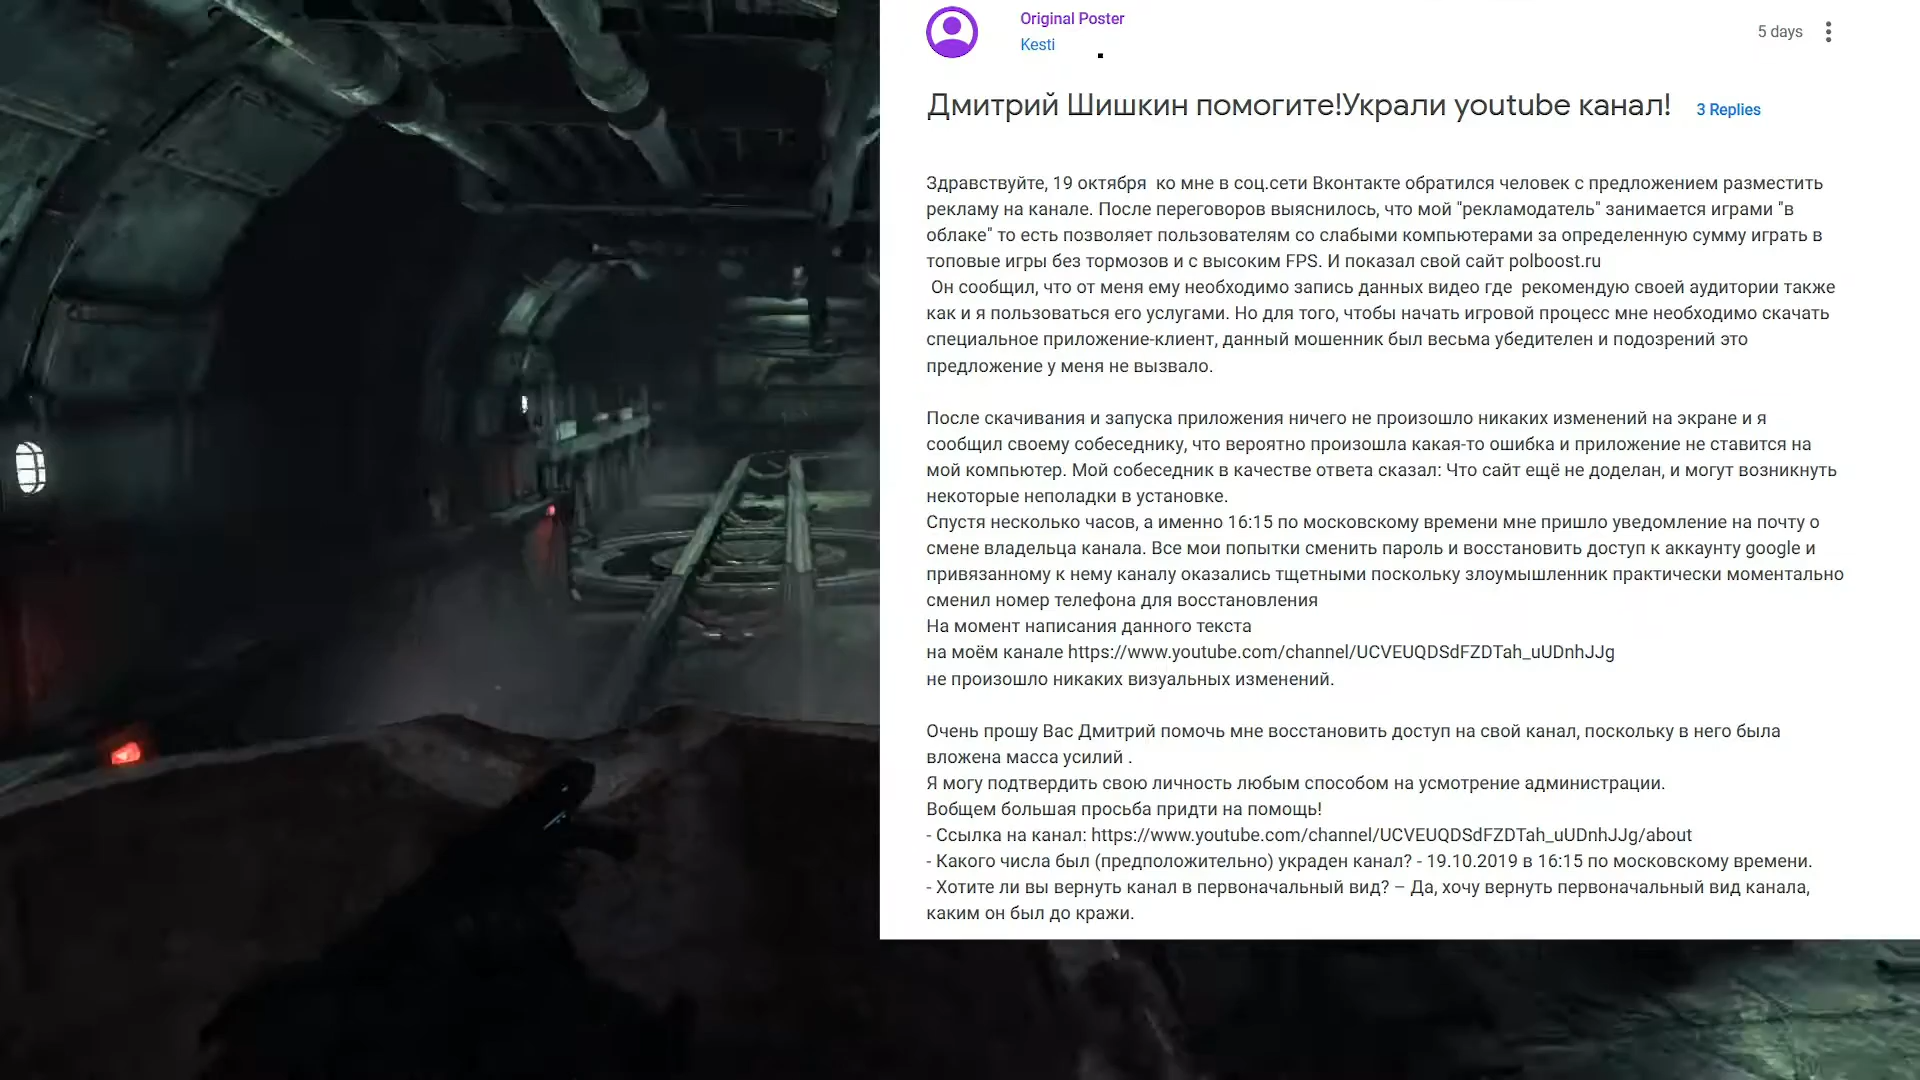 Original Poster
Kesti
5 days
Дмитрий Шишкин помогите!Украли youtube канал! 3 Replies
Здравствуйте, 19 октября  ко мне в соц.сети Вконтакте обратился человек с предложением разместить
рекламу на канале. После переговоров выяснилось, что мой "рекламодатель" занимается играми "в
облаке" то есть позволяет пользователям со слабыми компьютерами за определенную сумму играть в
топовые игры без тормозов и с высоким FPS. И показал свой сайт polboost.ru
Он сообщил, что от меня ему необходимо запись данных видео где  рекомендую своей аудитории также
как и я пользоваться его услугами. Но для того, чтобы начать игровой процесс мне необходимо скачать
специальное приложение-клиент, данный мошенник был весьма убедителен и подозрений это
предложение у меня не вызвало.
После скачивания и запуска приложения ничего не произошло никаких изменений на экране и я
сообщил своему собеседнику, что вероятно произошла какая-то ошибка и приложение не ставится на
мой компьютер. Мой собеседник в качестве ответа сказал: Что сайт ещё не доделан, и могут возникнуть
некоторые неполадки в установке.
Спустя несколько часов, а именно 16:15 по московскому времени мне пришло уведомление на почту о
смене владельца канала. Все мои попытки сменить пароль и восстановить доступ к аккаунту google и
привязанному к нему каналу оказались тщетными поскольку злоумышленник практически моментально
сменил номер телефона для восстановления
На момент написания данного текста
на моём канале https://www.youtube.com/channel/UCVEUQDSdFZDTah_uUDnhJJg
не произошло никаких визуальных изменений.
Очень прошу Вас Дмитрий помочь мне восстановить доступ на свой канал, поскольку в него была
вложена масса усилий .
Я могу подтвердить свою личность любым способом на усмотрение администрации.
Вобщем большая просьба придти на помощь!
- Ссылка на канал: https://www.youtube.com/channel/UCVEUQDSdFZDTah_uUDnhJJg/about
- Какого числа был (предположительно) украден канал? - 19.10.2019 в 16:15 по московскому времени.
- Хотите ли вы вернуть канал в первоначальный вид? – Да, хочу вернуть первоначальный вид канала,
каким он был до кражи.